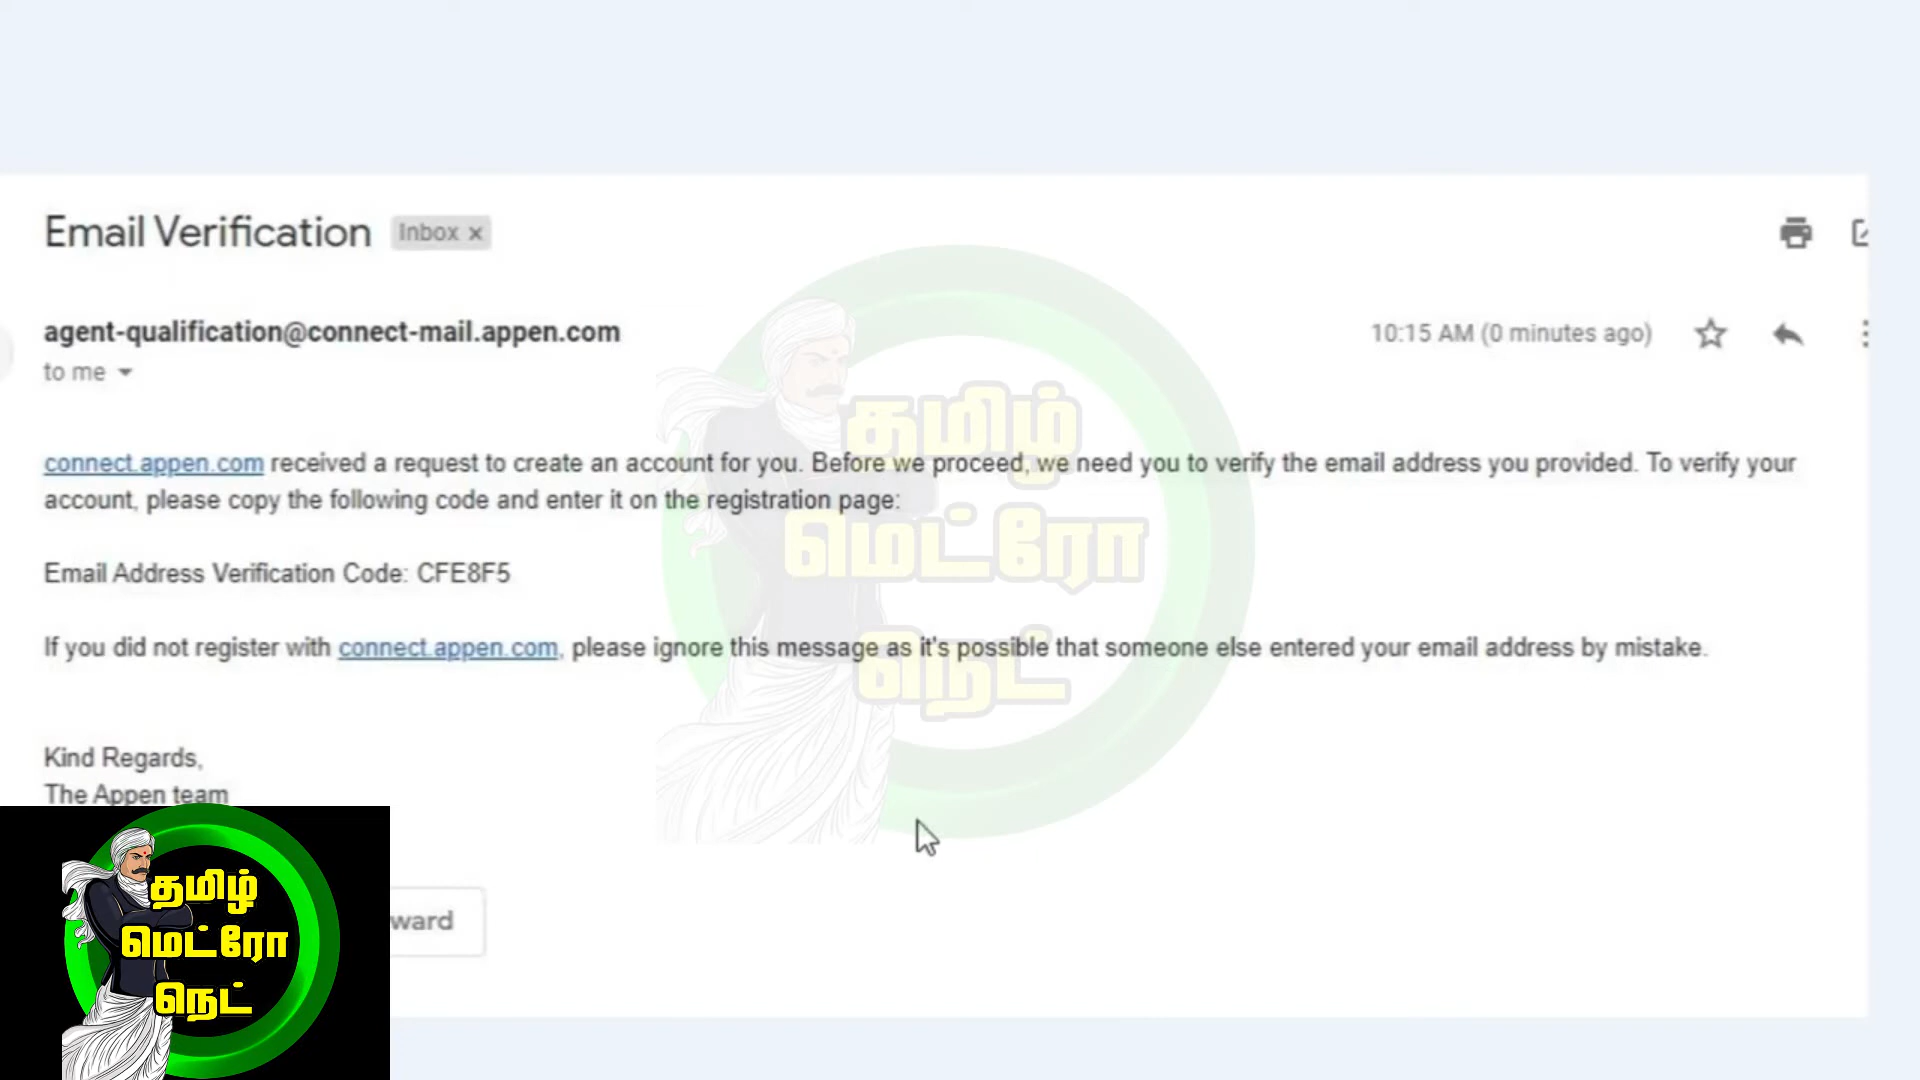 Email Verification Inbox x
agent-qualification@connect-mail.appen.com 10:15 AM (0 minutes ago)
to me
connect.appen.com received a request to create an account for you. Before we proceed, we need you to verify the email address you provided. To verify your
account, please copy the following code and enter it on the registration page:
Email Address Verification Code: CFE8F5
If you did not register with connect.appen.com, please ignore this message as it's possible that someone else entered your email address by mistake.
தமிழ்
மெட்ரோ
நெட்
Kind Regards,
The Appen team
ward
தமிழ்
மெட்ரோ
நெட்